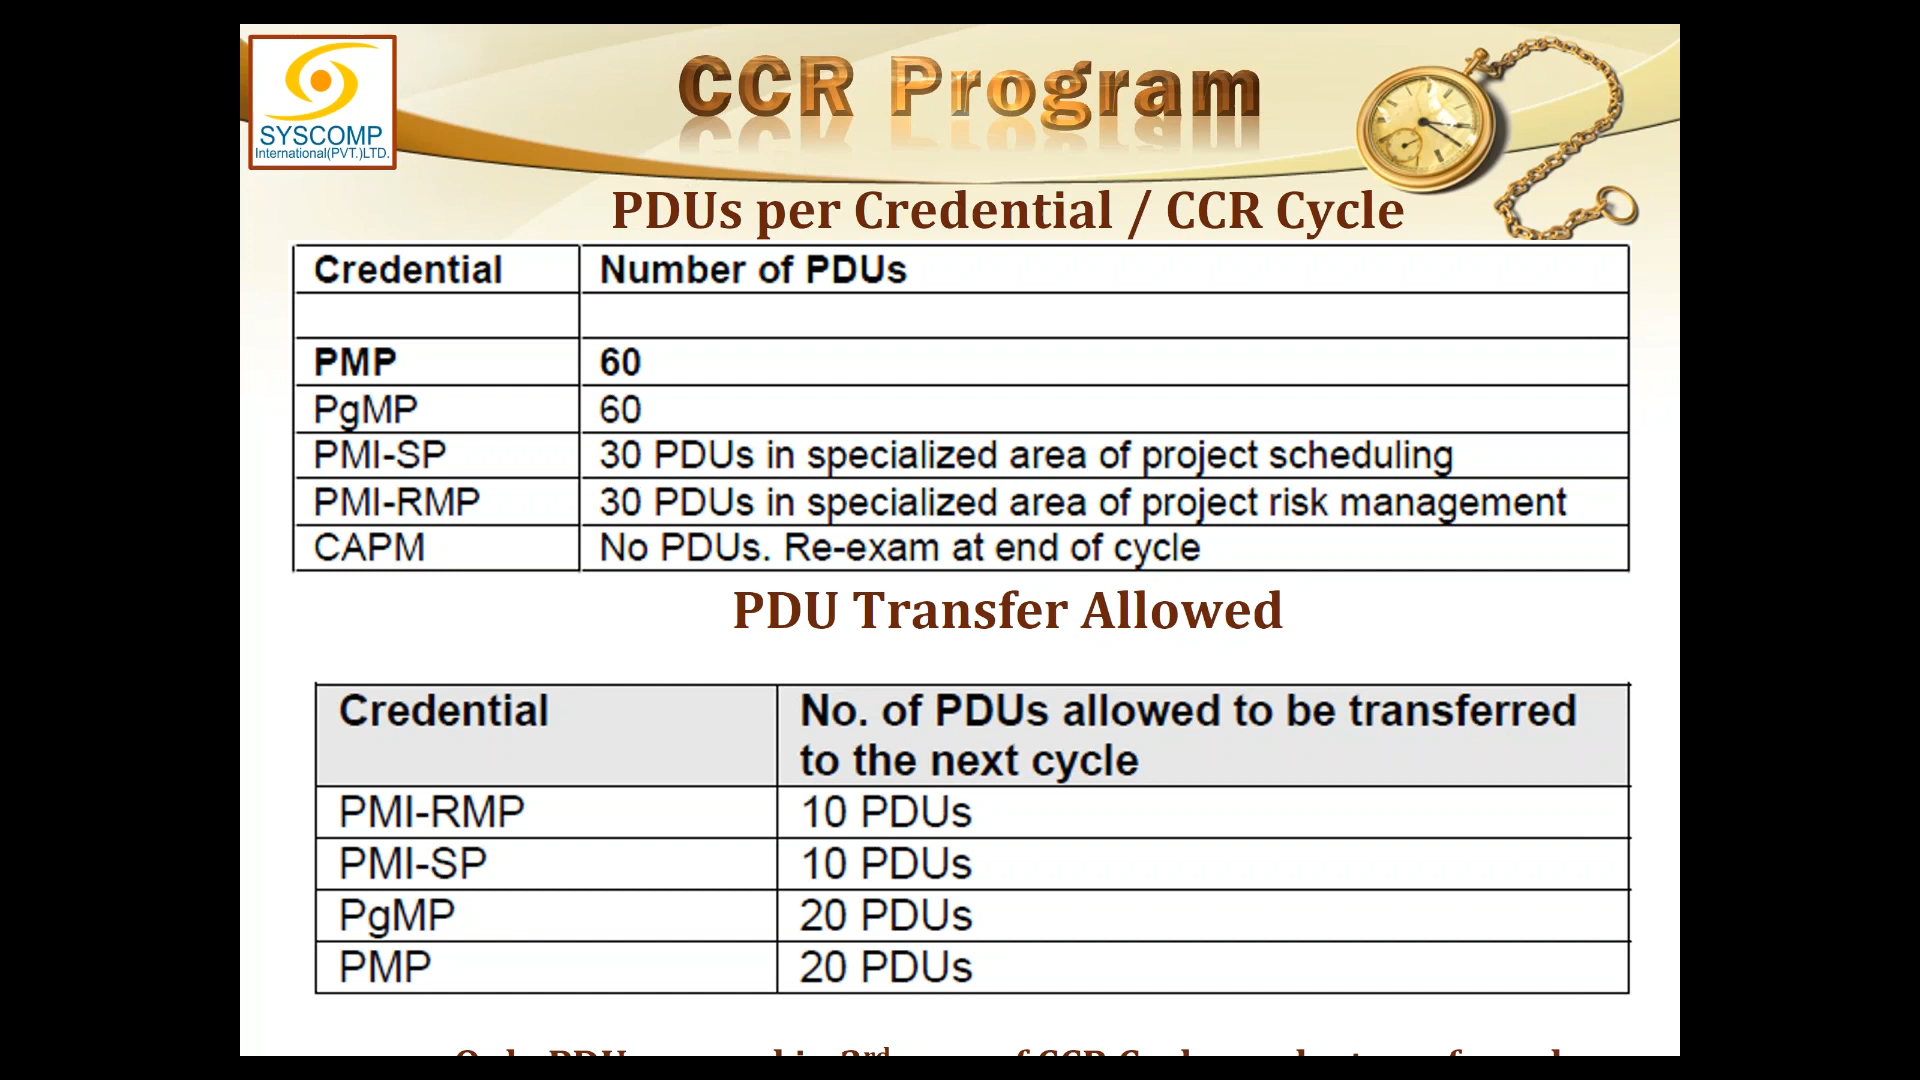 SYSCOMP
International(PVT.)LTD.
CCR Program
PDUs per Credential / CCR Cycle
Credential Number of PDUs
PMP 60
PgMP 60
PMI-SP 30 PDUs in specialized area of project scheduling
PMI-RMP 30 PDUs in specialized area of project risk management
CAPM No PDUs. Re-exam at end of cycle
PDU Transfer Allowed
Credential No. of PDUs allowed to be transferred
to the next cycle
PMI-RMP 10 PDUs
PMI-SP 10 PDUs
PgMP 20 PDUs
PMP 20 PDUs